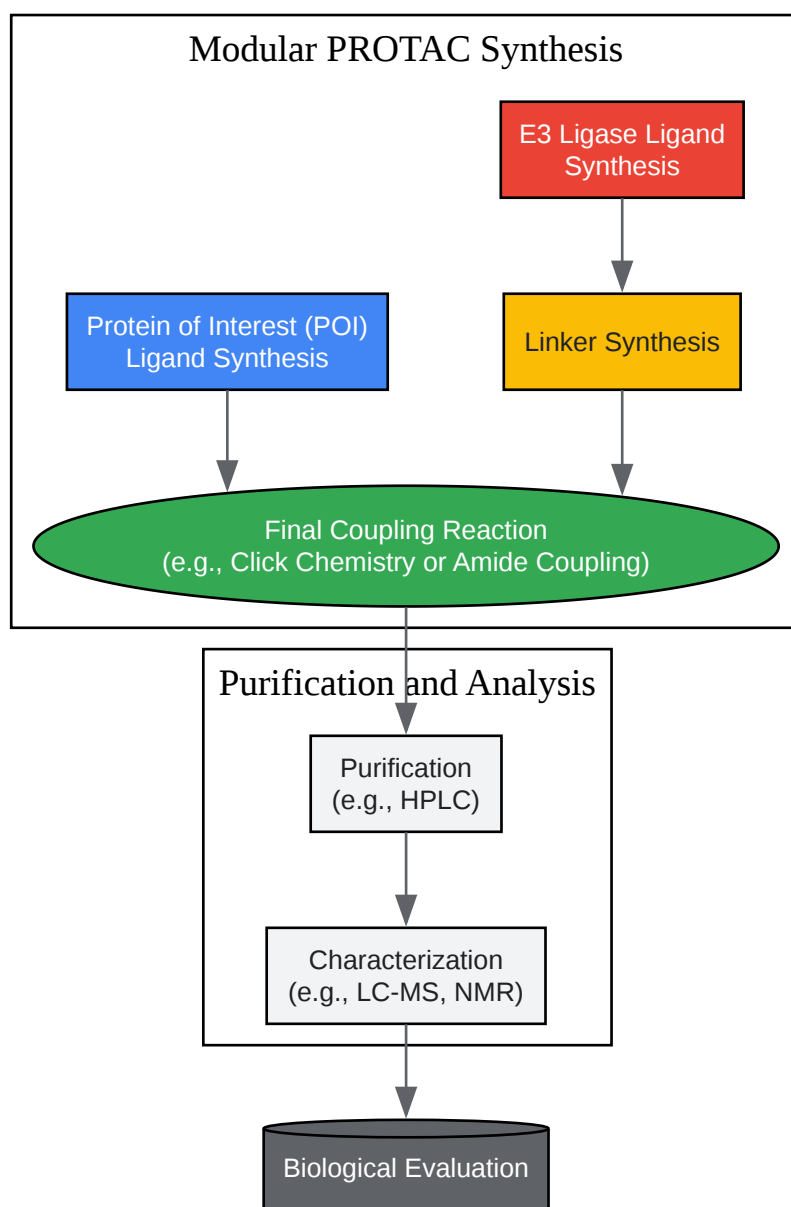 Modular PROTAC Synthesis
E3 Ligase Ligand
Synthesis
Protein of Interest (POI)
Ligand Synthesis
Linker Synthesis
Final Coupling Reaction
(e.g., Click Chemistry or Amide Coupling)
Purification and Analysis
Purification
(e.g., HPLC)
Characterization
(e.g., LC-MS, NMR)
Biological Evaluation